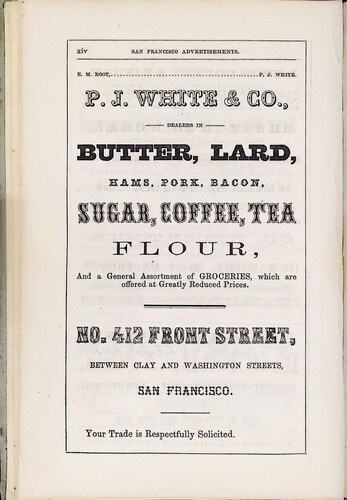 xiv SAN FRANCISCO ADVERTISEMENTS.
E. M. ROOT,........................................P. J. WHITE.
P. J. WHITE & CO.,
DEALERS IN
BUTTER, LARD,
HAMS, PORK, BACON,
SUGAR, COFFEE, TEA
FLOUR,
And a General Assortment of GROCERIES, which are
offered at Greatly Reduced Prices.
NO. 412 FRONT STREET,
BETWEEN CLAY AND WASHINGTON STREETS,
SAN FRANCISCO.
Your Trade is Respectfully Solicited.